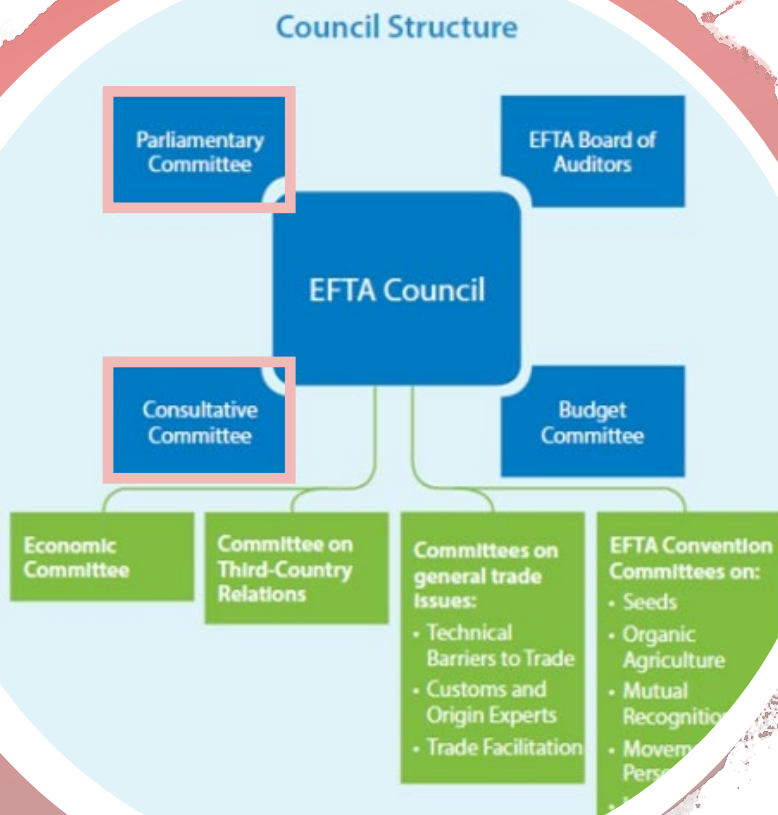 Council Structure
Parliamentary
Committee
EFTA Board of
Auditors
EFTA Council
Consultative
Committee
Budget
Committee
Economic
Committee
Committee on
Third-Country
Relations
Committees on
general trade
issues:
• Technical
Barriers to Trade
• Customs and
Origin Experts
• Trade Facilitation
EFTA Convention
Committees on:
• Seeds
• Organic
Agriculture
• Mutual